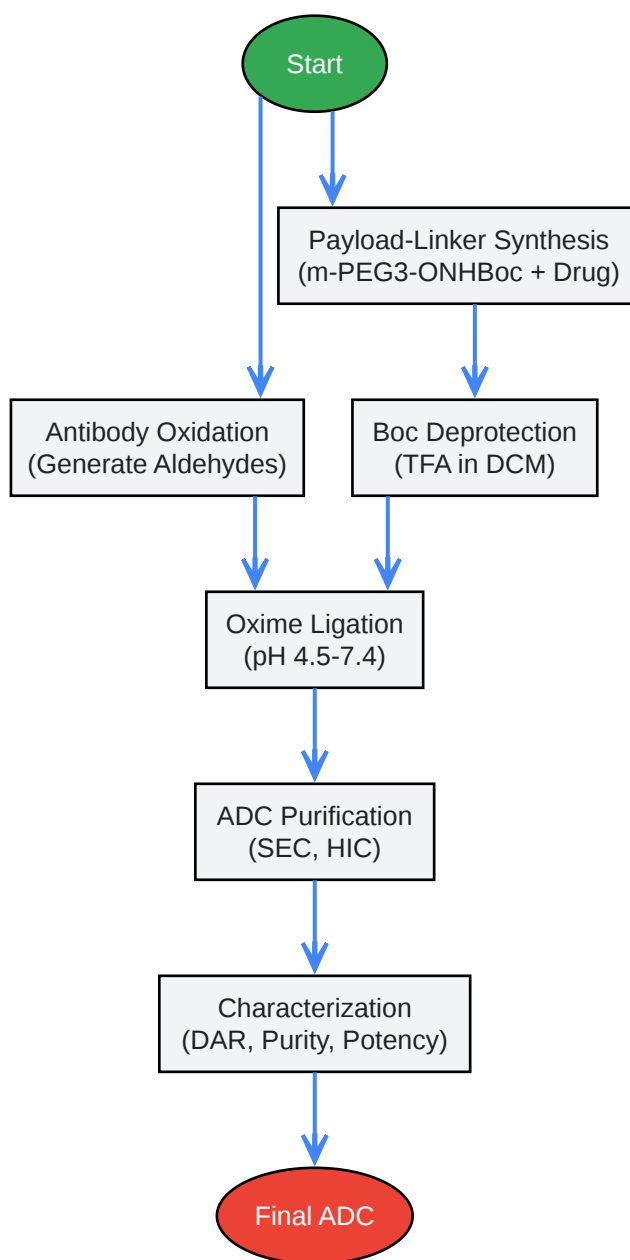 Start
Payload-Linker Synthesis
(m-PEG3-ONHBoc + Drug)
Antibody Oxidation
(Generate Aldehydes)
Boc Deprotection
(TFA in DCM)
Oxime Ligation
(pH 4.5-7.4)
ADC Purification
(SEC, HIC)
Characterization
(DAR, Purity, Potency)
Final ADC